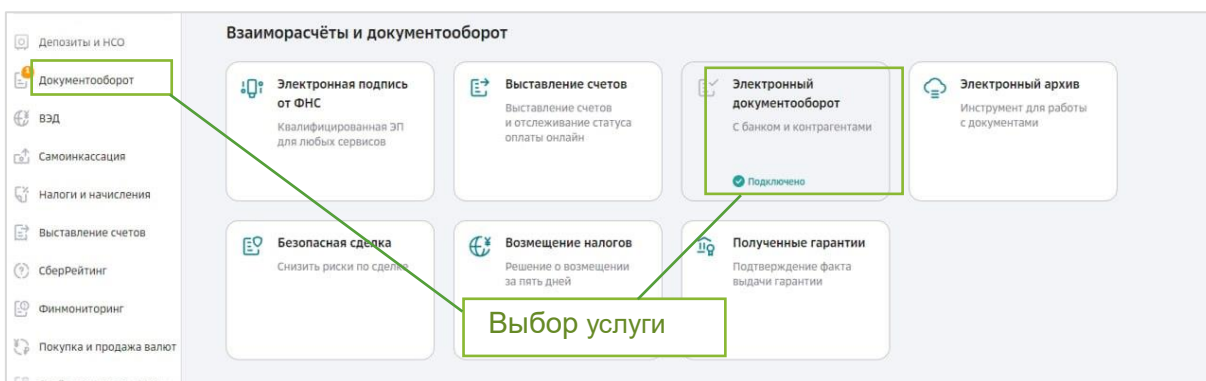 Депозиты и НСО
Документооборот
ВЭД
Самоинкассация
Налоги и начисления
Выставление счетов
СберРейтинг
Финмониторинг
Покупка и продажа валют
Взаиморасчёты и документооборот
Электронная подпись
от ФНС
Квалифицированная ЭП
для любых сервисов
Выставление счетов
Выставление счетов
и отслеживание статуса
оплаты онлайн
Электронный
документооборот
С банком и контрагентами
Подключено
Электронный архив
Инструмент для работы
с документами
Безопасная сделка
Снизить риски по сделке
Возмещение налогов
Решение о возмещении
за пять дней
Полученные гарантии
Подтверждение факта
выдачи гарантии
Выбор услуги